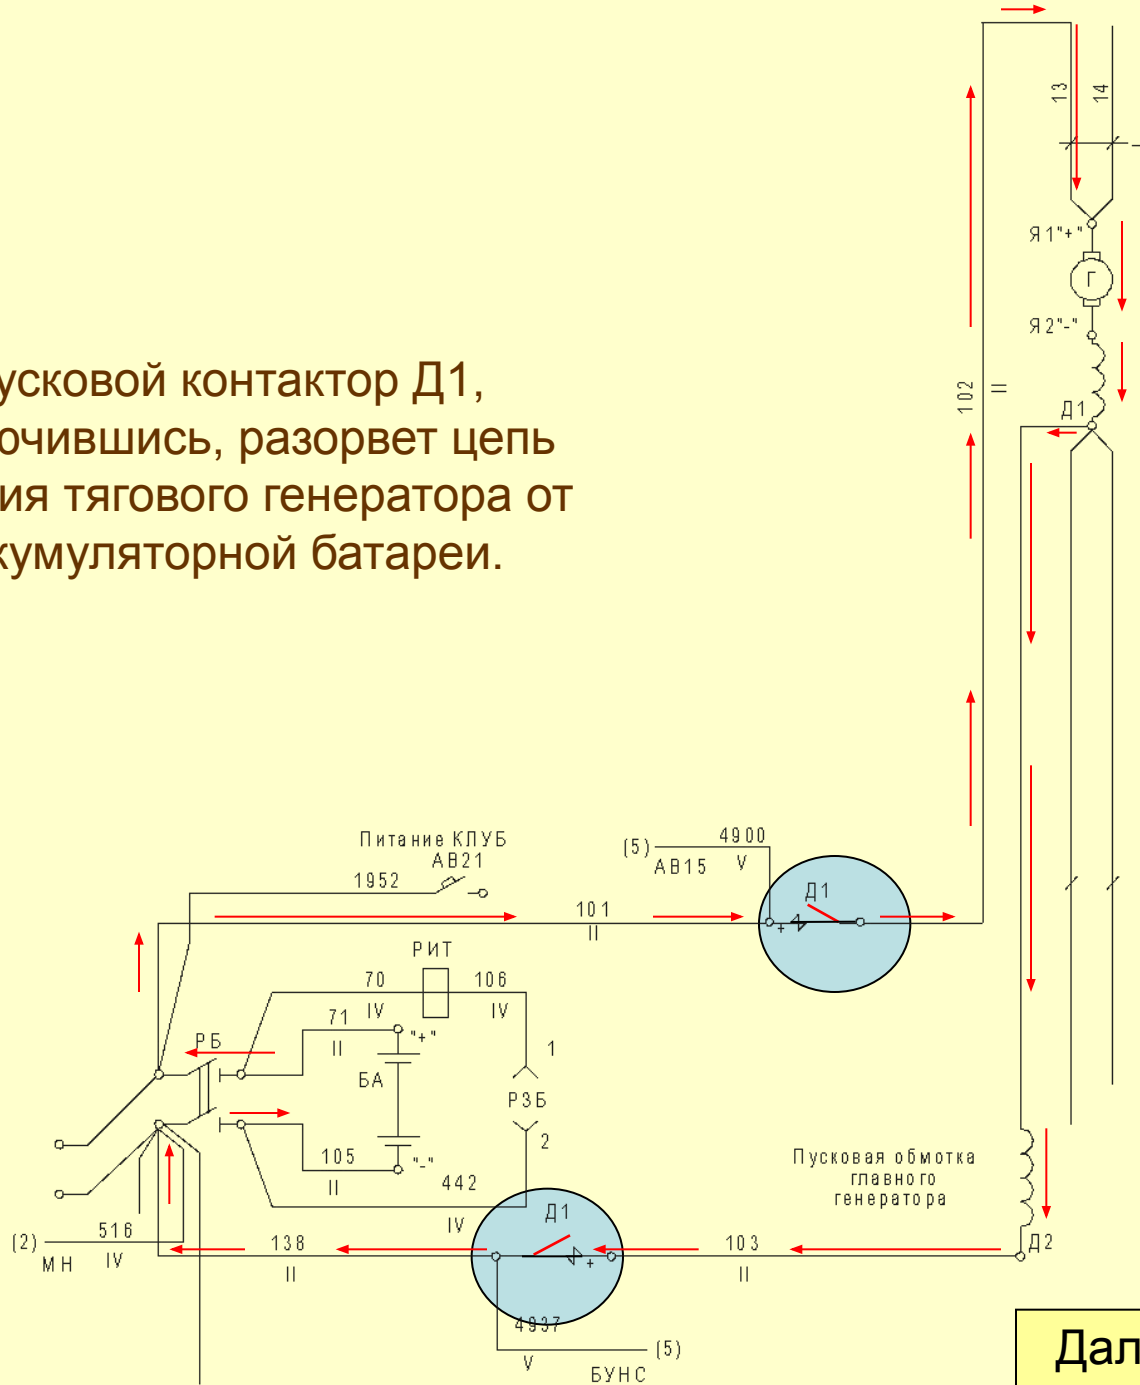 13
14
Я1"+"
Г
Я2"-"
усковой контактор Д1,
очившись, разорвет цепь
ия тягового генератора от
кумуляторной батареи.
102
II
Д1
Питание КЛУБ
АВ21
1952
(5)
4900
АВ15 V
Д1
101
II
+
РИТ
70
106
IV
IV
71
II
"+"
РБ
БА
1
РЗБ
2
105
II
"-"
442
IV
Пусковая обмотка
главного
генератора
Д1
516
(2)
МН IV
138
II
+
103
II
Д2
4937
V
(5)
БУНС
Дал